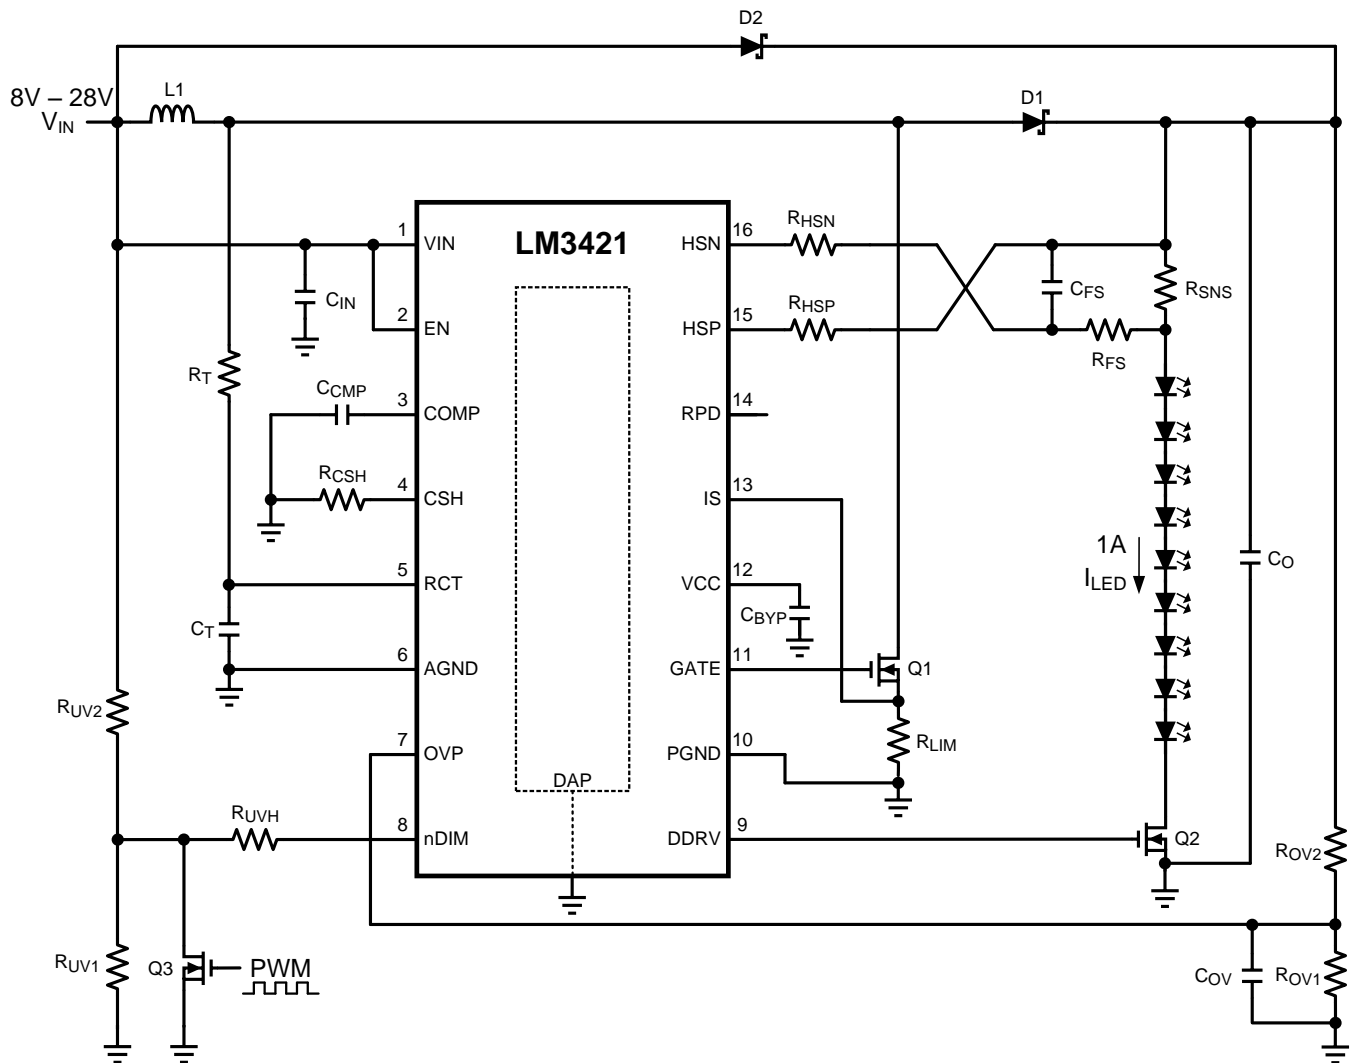 D2
8V – 28V
VIN
L1
D1
LM3421
1
VIN
16
HSN
RHSN
CIN
CFS
RSNS
2
EN
15
HSP
RHSP
RFS
RT
CCMP
3
COMP
14
RPD
RCSH
4
CSH
13
IS
1A
ILED
CO
5
RCT
12
VCC
CBYP
CT
6
AGND
11
GATE
Q1
RUV2
7
OVP
10
PGND
RLIM
DAP
RUVH
8
nDIM
9
DDRV
Q2
ROV2
RUV1
Q3
PWM
COV
ROV1